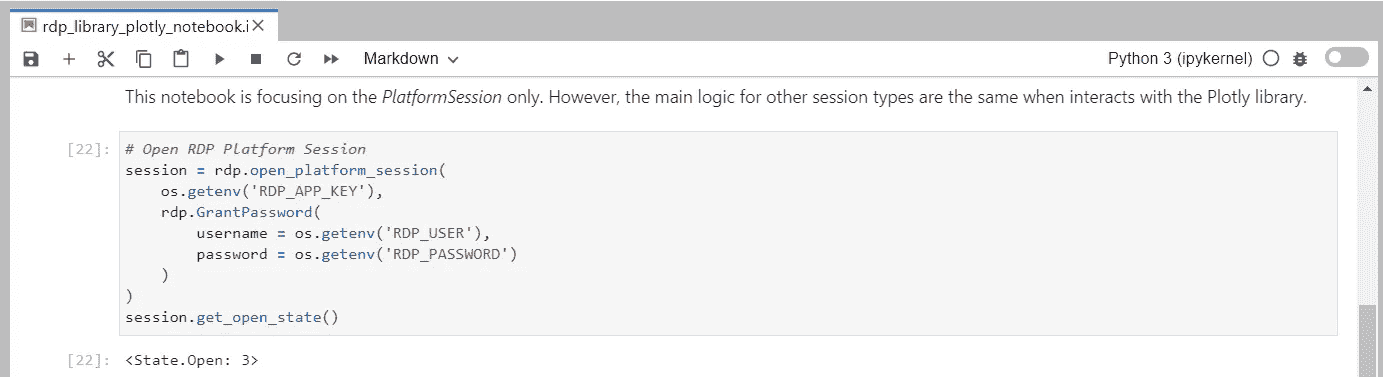 rdp_library_plotly_notebook.i
Markdown
Python 3 (ipykernel)
This notebook is focusing on the PlatformSession only. However, the main logic for other session types are the same when interacts with the Plotly library.
[22]:
# Open RDP Platform Session
session = rdp.open_platform_session(
    os.getenv('RDP_APP_KEY'),
    rdp.GrantPassword(
        username = os.getenv('RDP_USER'),
        password = os.getenv('RDP_PASSWORD')
    )
)
session.get_open_state()
[22]: <State.Open: 3>